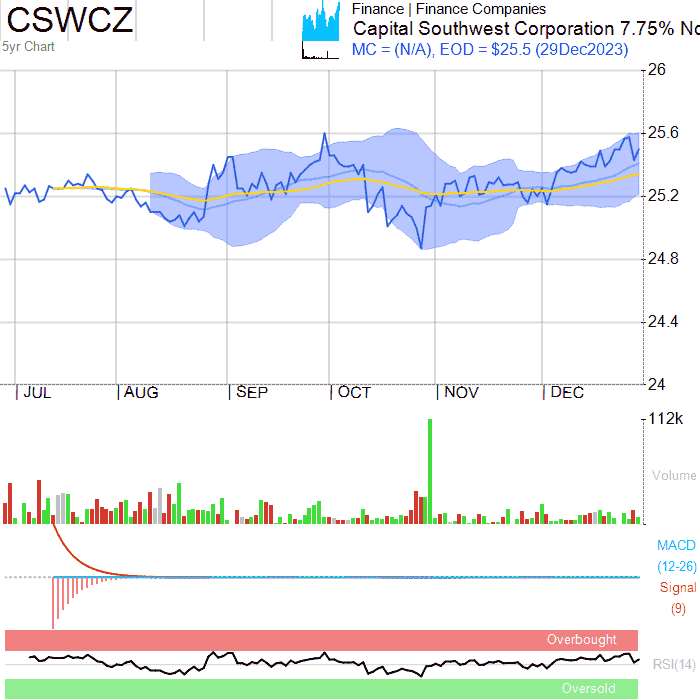 CSWCZ
5yr Chart
Finance | Finance Companies
Capital Southwest Corporation 7.75% No
MC = (N/A), EOD = $25.5 (29Dec2023)
26
25.6
25.2
24.8
24.4
24
JUL AUG SEP OCT NOV DEC
112k
Volume
MACD
(12-26)
Signal
(9)
Overbought
RSI(14)
Oversold